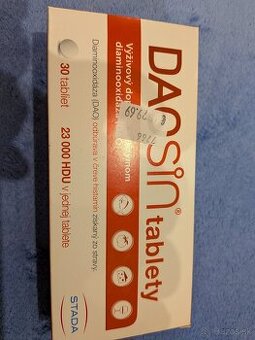 DAOSiN®
tablety
Výživový do
diaminooxidáz
Diaminooxidáza (DAO) odbúrava v čreve histamín získaný zo stravy.
30 tabliet
23 000 HDU v jednej tablete
STADA